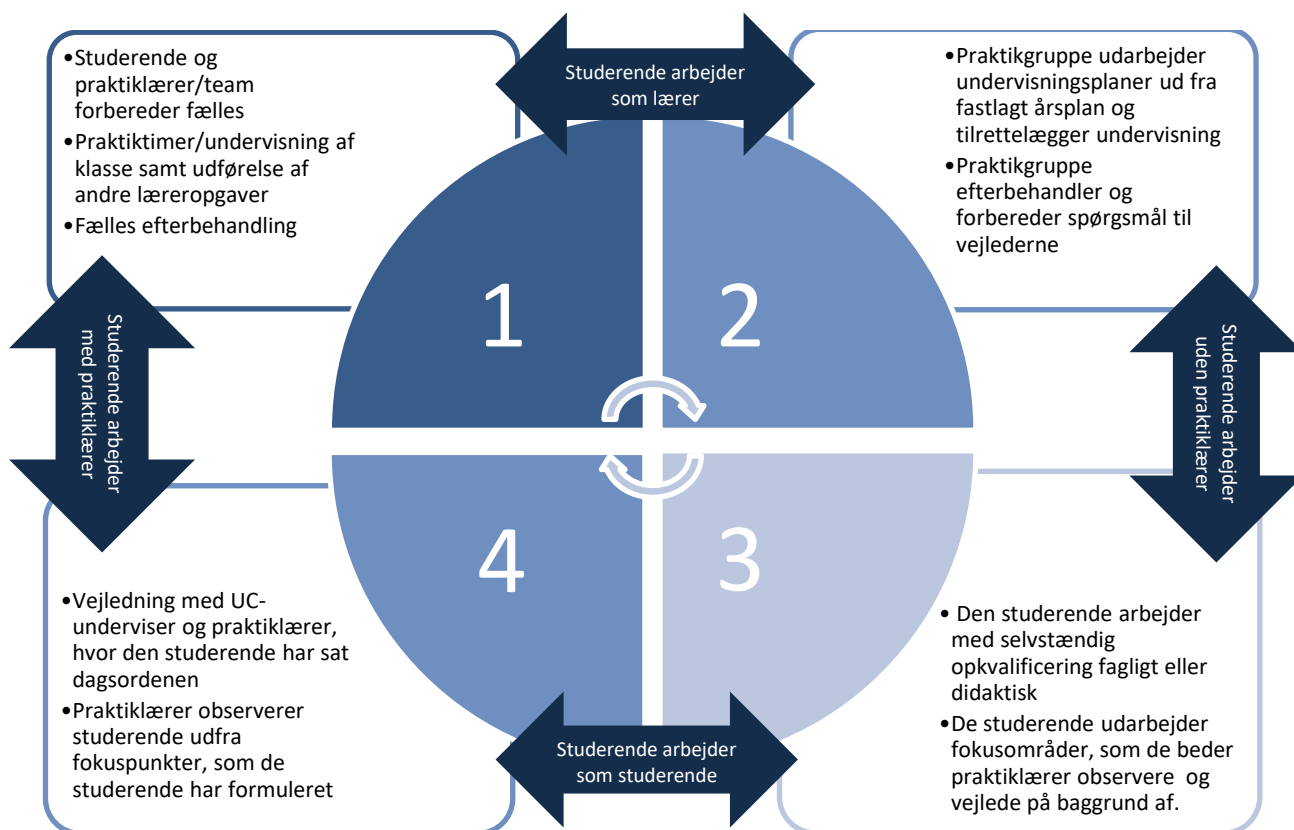 Studerende arbejder
som lærer
•Studerende og
praktiklærer/team
forbereder fælles
•Praktiktimer/undervisning af
klasse samt udførelse af
andre læreropgaver
•Fælles efterbehandling
•Praktikgruppe udarbejder
undervisningsplaner ud fra
fastlagt årsplan og
tilrettelægger undervisning
•Praktikgruppe
efterbehandler og
forbereder spørgsmål til
vejlederne
1
2
Studerende arbejder
med praktiklærer
Studerende arbejder
uden praktiklærer
4
3
•Vejledning med UC-
underviser og praktiklærer,
hvor den studerende har sat
dagsordenen
•Praktiklærer observerer
studerende udfra
fokuspunkter, som de
studerende har formuleret
• Den studerende arbejder
med selvstændig
opkvalificering fagligt eller
didaktisk
•De studerende udarbejder
fokusområder, som de beder
praktiklærer observere og
vejlede på baggrund af.
Studerende arbejder
som studerende